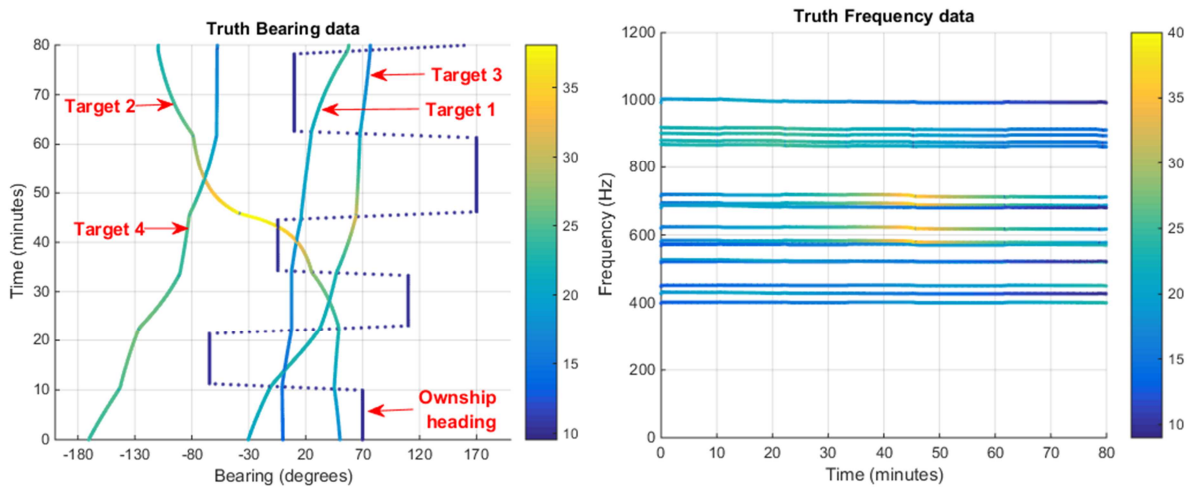 Truth Bearing data
80
70
60
50
40
30
20
10
0
Time (minutes)
-180 -130 -80 -30 20 70 120 170
Bearing (degrees)
Target 2
Target 3
Target 1
Target 4
Ownship
heading
35
30
25
20
15
10
Truth Frequency data
1200
1000
800
600
400
200
0
Frequency (Hz)
0 10 20 30 40 50 60 70 80
Time (minutes)
40
35
30
25
20
15
10